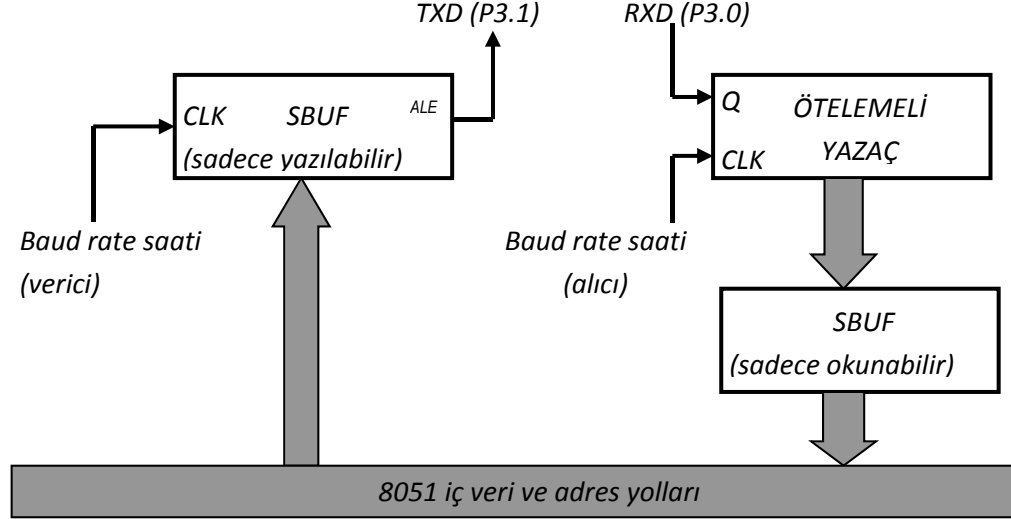 TXD (P3.1)
RXD (P3.0)
CLK SBUF ALE
(sadece yazılabilir)
Q ÖTELEMELİ
CLK YAZAÇ
Baud rate saati
(verici)
Baud rate saati
(alıcı)
SBUF
(sadece okunabilir)
8051 iç veri ve adres yolları